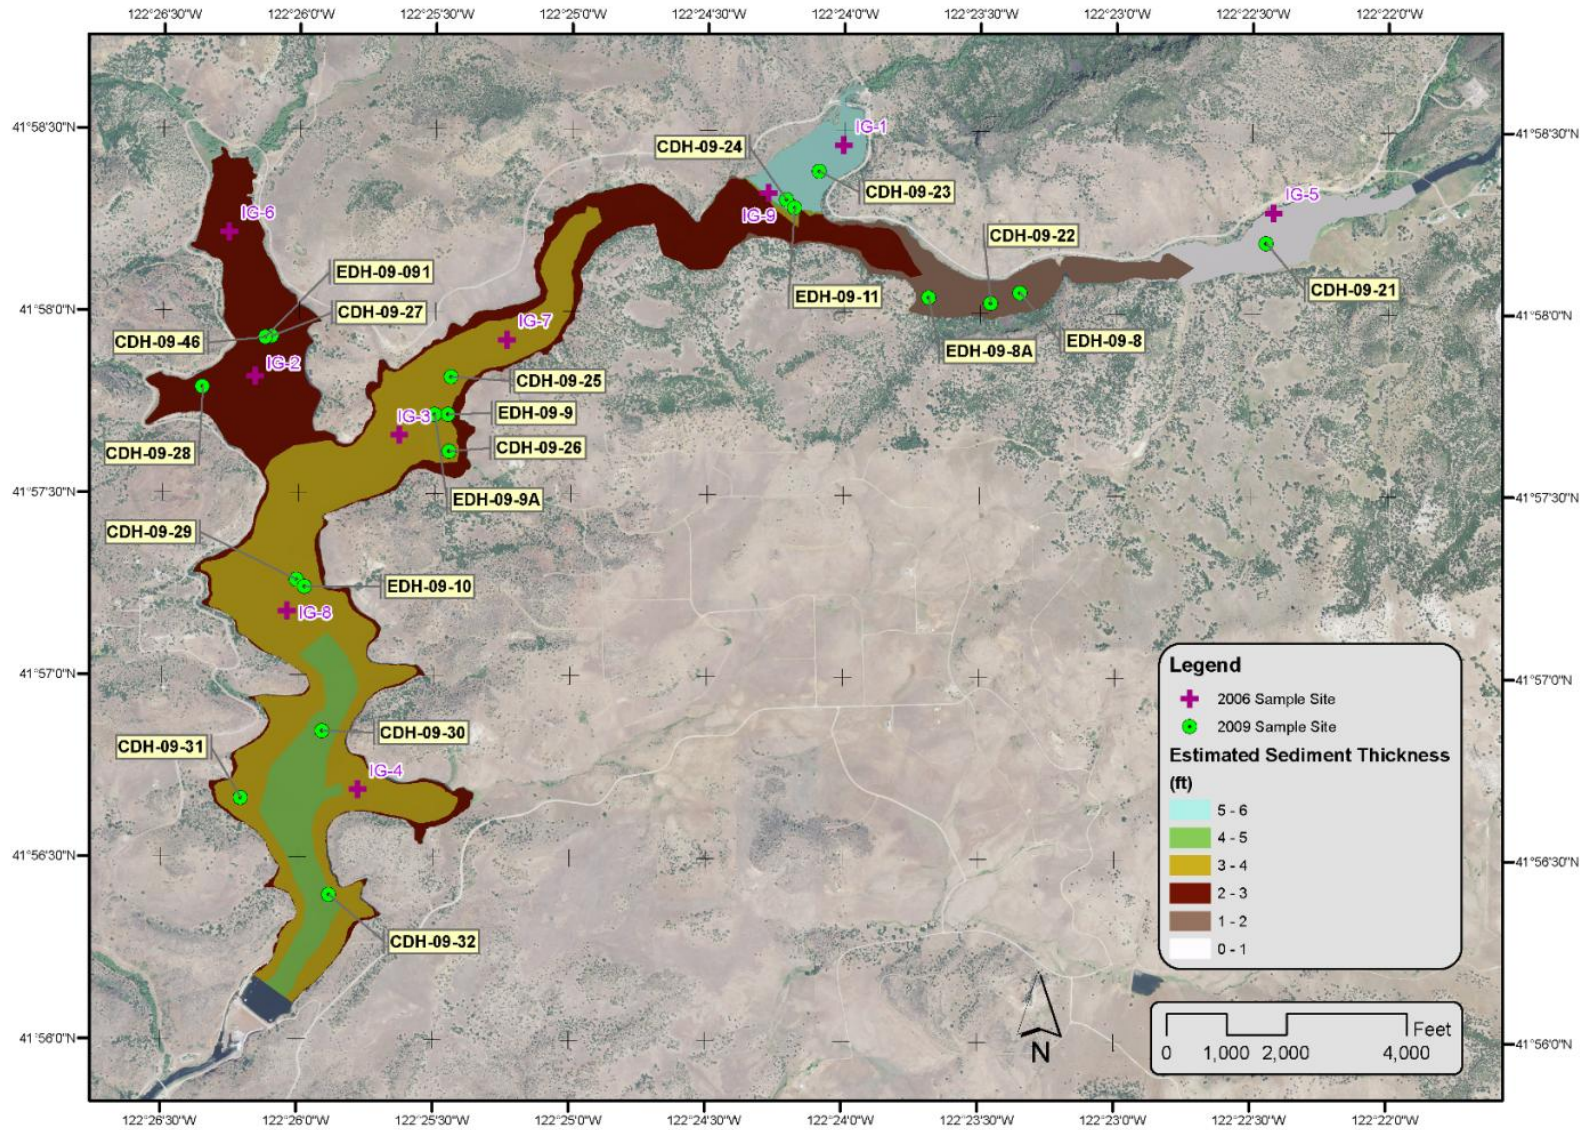 122°26'30"W 122°26'0"W 122°25'30"W 122°25'0"W 122°24'30"W 122°24'0"W 122°23'30"W 122°23'0"W 122°22'30"W 122°22'0"W
41°58'30"N
41°58'30"N
IG-1
CDH-09-24
CDH-09-23
IG-5
IG-6
IG-9
CDH-09-22
EDH-09-091
CDH-09-21
EDH-09-11
CDH-09-27
41°58'0"N
41°58'0"N
IG-7
CDH-09-46
EDH-09-8
EDH-09-8A
IG-2
CDH-09-25
IG-3
EDH-09-9
CDH-09-26
CDH-09-28
41°57'30"N
41°57'30"N
EDH-09-9A
CDH-09-29
EDH-09-10
IG-8
41°57'0"N
41°57'0"N
CDH-09-30
CDH-09-31
IG-4
41°56'30"N
41°56'30"N
CDH-09-32
41°56'0"N
41°56'0"N
Legend
2006 Sample Site
2009 Sample Site
Estimated Sediment Thickness
(ft)
5 - 6
4 - 5
3 - 4
2 - 3
1 - 2
0 - 1
N
Feet
0 1,000 2,000 4,000
122°26'30"W 122°26'0"W 122°25'30"W 122°25'0"W 122°24'30"W 122°24'0"W 122°23'30"W 122°23'0"W 122°22'30"W 122°22'0"W